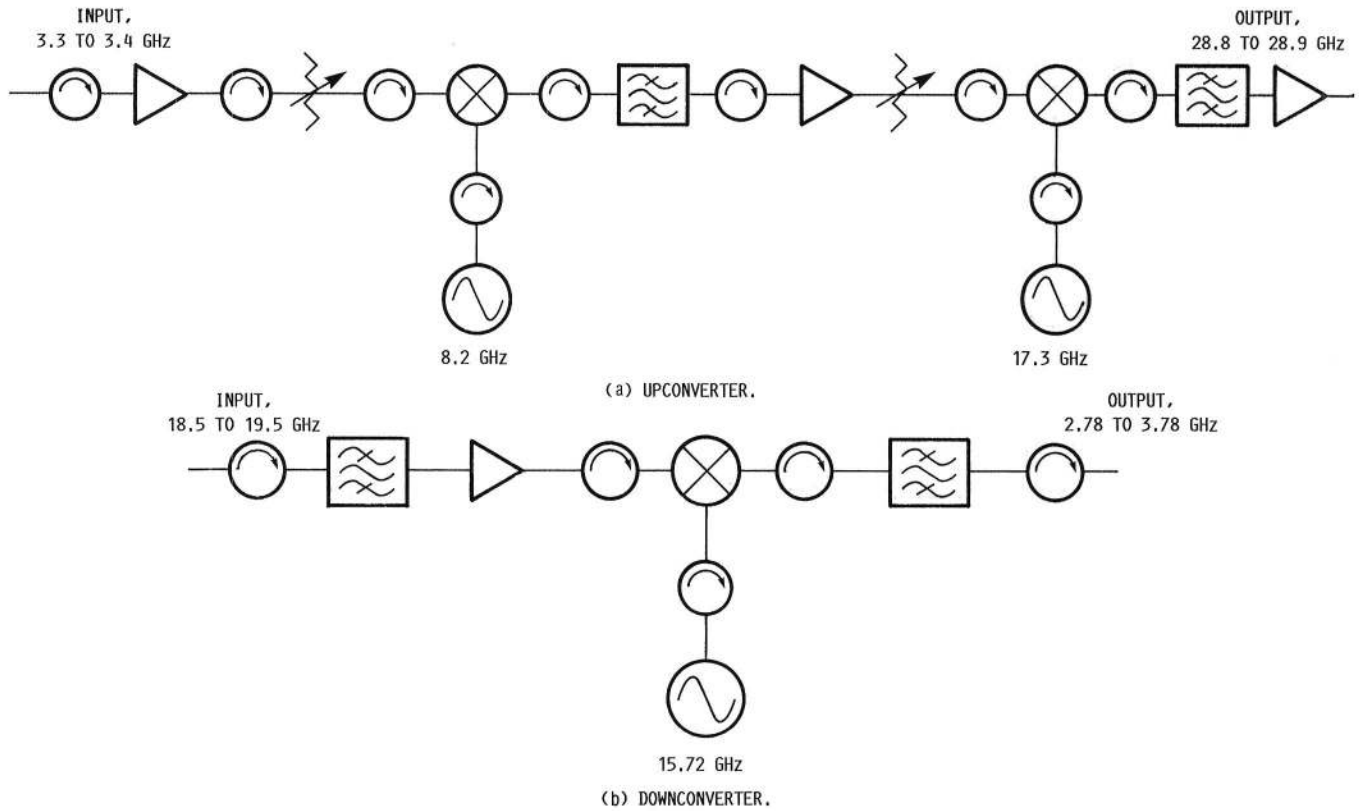 INPUT,
3.3 TO 3.4 GHz
OUTPUT,
28.8 TO 28.9 GHz
8.2 GHz
17.3 GHz
(a) UPCONVERTER.
INPUT,
18.5 TO 19.5 GHz
OUTPUT,
2.78 TO 3.78 GHz
15.72 GHz
(b) DOWNCONVERTER.